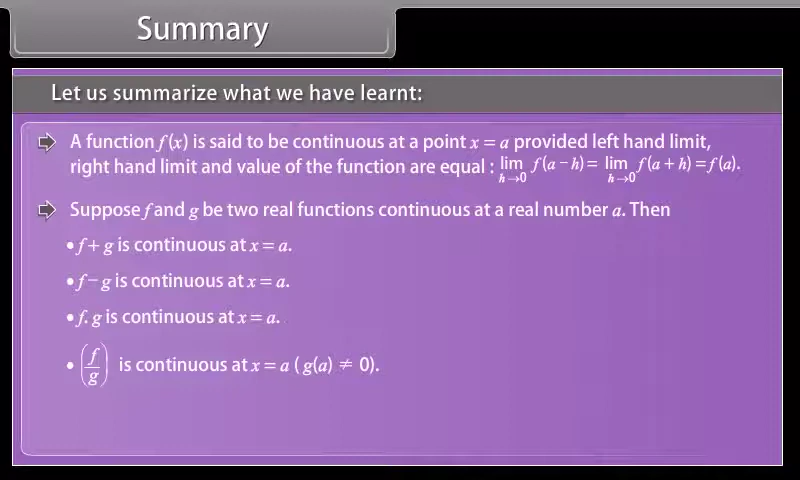 Summary
Let us summarize what we have learnt:
A function f(x) is said to be continuous at a point x = a provided left hand limit,
right hand limit and value of the function are equal : lim h→0 f(a − h) = lim h→0 f(a + h) = f(a).
Suppose f and g be two real functions continuous at a real number a. Then
• f + g is continuous at x = a.
• f − g is continuous at x = a.
• f. g is continuous at x = a.
• (f/g) is continuous at x = a ( g(a) ≠ 0).